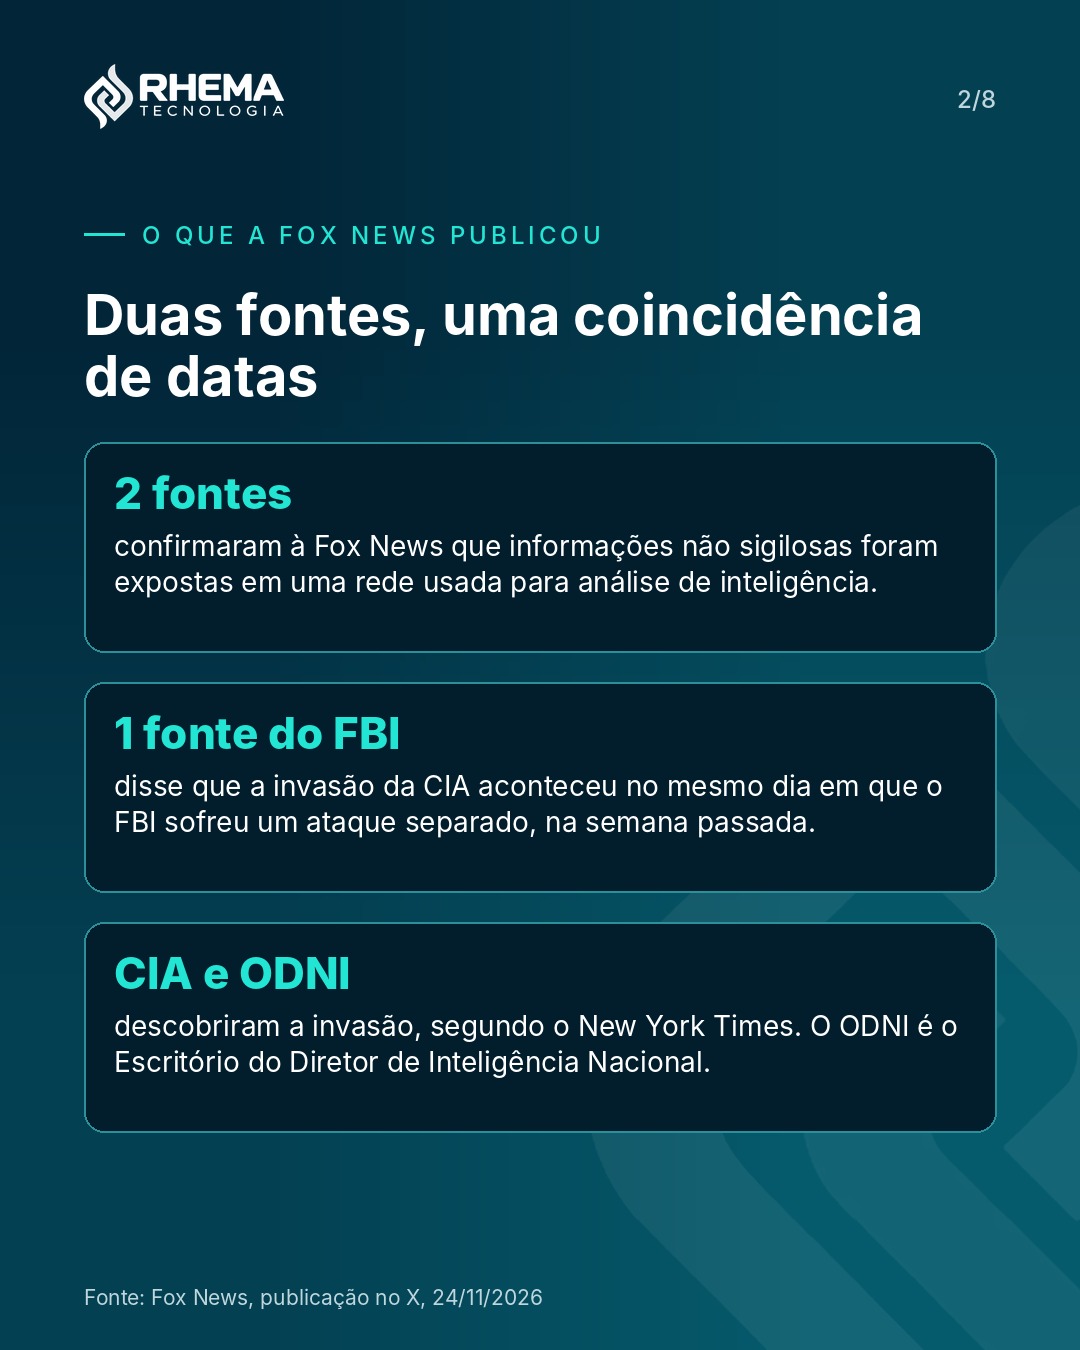 RHEMA
TECNOLOGIA
2/8
O QUE A FOX NEWS PUBLICOU
Duas fontes, uma coincidência
de datas
2 fontes
confirmaram à Fox News que informações não sigilosas foram
expostas em uma rede usada para análise de inteligência.
1 fonte do FBI
disse que a invasão da CIA aconteceu no mesmo dia em que o
FBI sofreu um ataque separado, na semana passada.
CIA e ODNI
descobriram a invasão, segundo o New York Times. O ODNI é o
Escritório do Diretor de Inteligência Nacional.
Fonte: Fox News, publicação no X, 24/11/2026